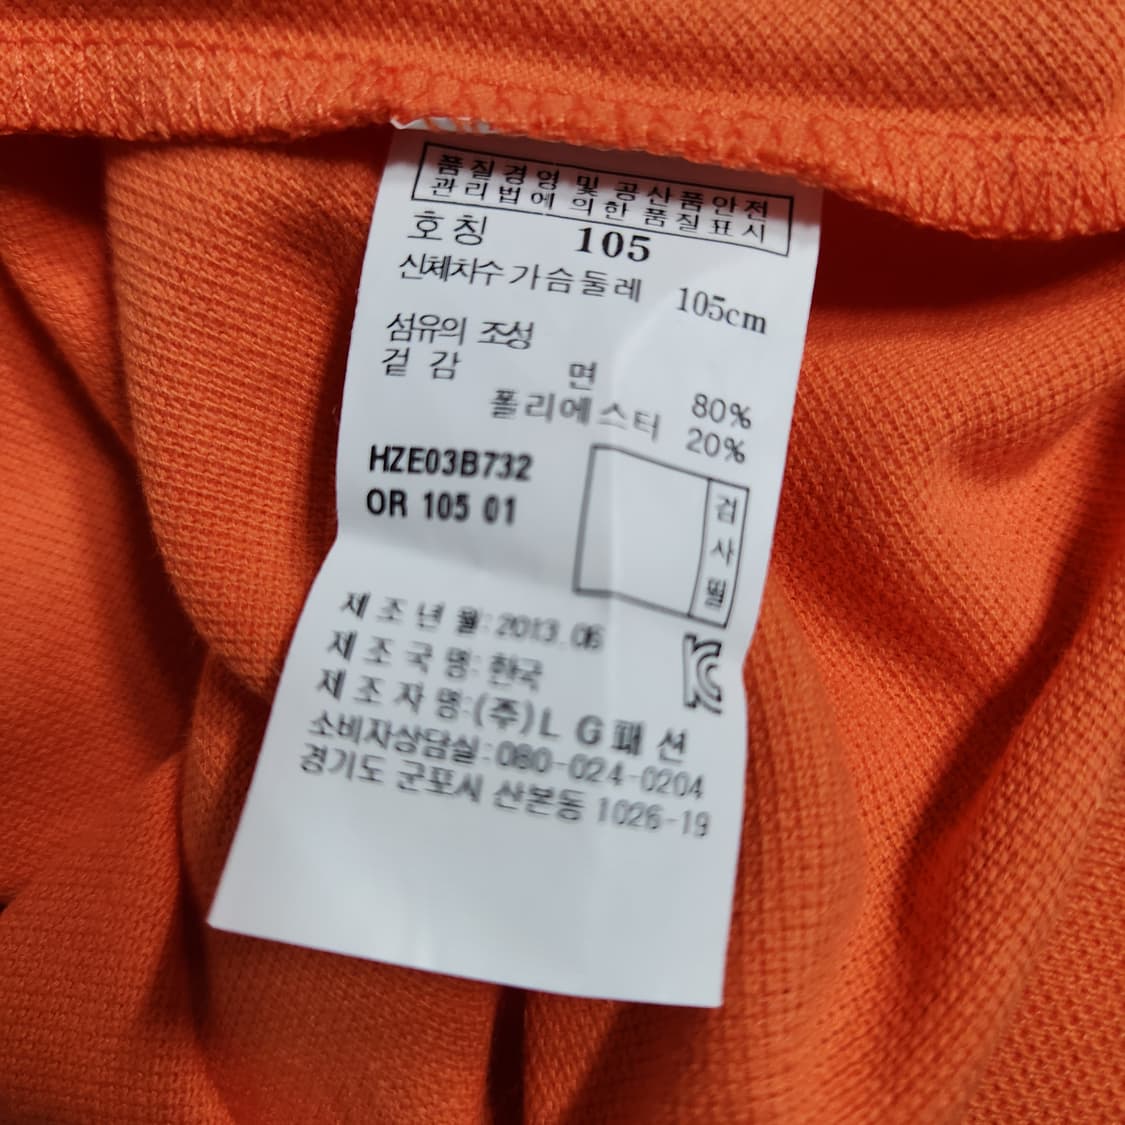 품질경영 및 공산품안전
관리법에 의한 품질표시
호칭 105
신체치수 가슴둘레 105cm
섬유의 조성
겉감 면 80%
폴리에스터 20%
HZE03B732
OR 105 01
검사필
제조년월:2013.06
제조국명:한국
제조자명:(주)LG패션
소비자상담실:080-024-0204
경기도 군포시 산본동 1026-19